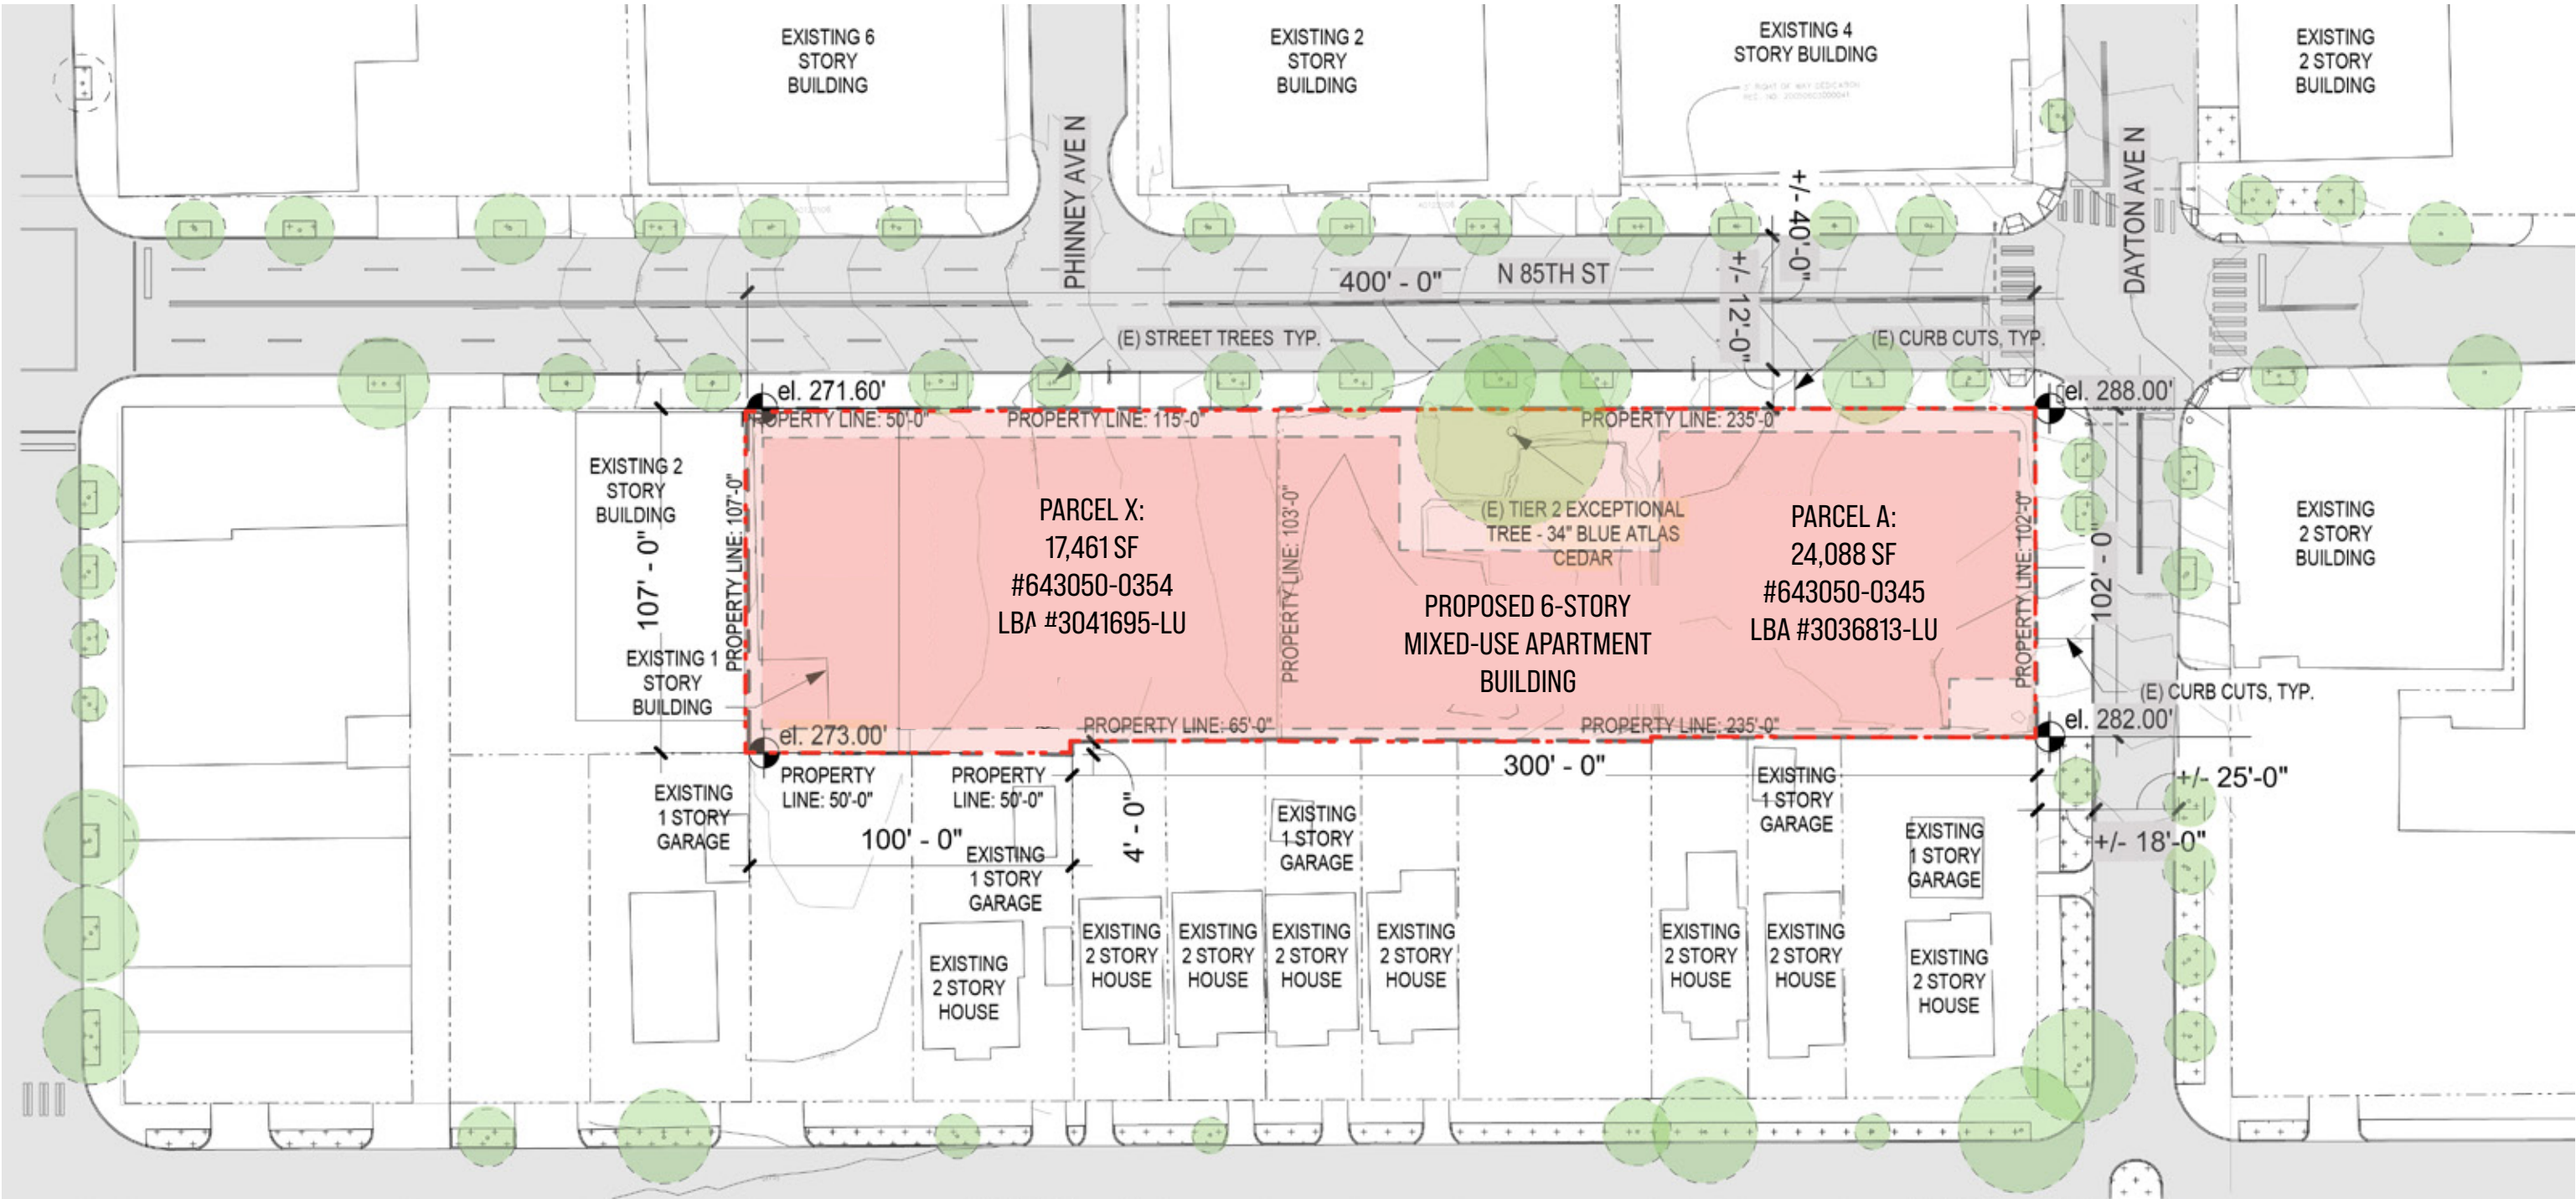 EXISTING 6
STORY
BUILDING
EXISTING 2
STORY
BUILDING
EXISTING 4
STORY BUILDING
3' RIGHT OF WAY DEDICATION
EXISTING
2 STORY
BUILDING
PHINNEY AVE N
DAYTON AVE N
+/- 40'-0"
400' - 0"
N 85TH ST
+/- 12'-0"
(E) STREET TREES TYP.
(E) CURB CUTS, TYP.
el. 271.60'
el. 288.00'
PROPERTY LINE: 50'-0"
PROPERTY LINE: 115'-0"
PROPERTY LINE: 235'-0"
EXISTING 2
STORY
BUILDING
107' - 0"
PROPERTY LINE: 107'-0"
PARCEL X:
17,461 SF
#643050-0354
LBA #3041695-LU
PROPERTY LINE: 103'-0"
(E) TIER 2 EXCEPTIONAL
TREE - 34" BLUE ATLAS
CEDAR
PROPOSED 6-STORY
MIXED-USE APARTMENT
BUILDING
PARCEL A:
24,088 SF
#643050-0345
LBA #3036813-LU
PROPERTY LINE: 102'-0"
102' - 0"
EXISTING
2 STORY
BUILDING
EXISTING 1
STORY
BUILDING
(E) CURB CUTS, TYP.
el. 273.00'
PROPERTY LINE: 65'-0"
PROPERTY LINE: 235'-0"
el. 282.00'
PROPERTY
LINE: 50'-0"
PROPERTY
LINE: 50'-0"
300' - 0"
+/- 25'-0"
EXISTING
1 STORY
GARAGE
100' - 0"
4' - 0"
EXISTING
1 STORY
GARAGE
EXISTING
1 STORY
GARAGE
EXISTING
1 STORY
GARAGE
EXISTING
1 STORY
GARAGE
+/- 18'-0"
EXISTING
2 STORY
HOUSE
EXISTING
2 STORY
HOUSE
EXISTING
2 STORY
HOUSE
EXISTING
2 STORY
HOUSE
EXISTING
2 STORY
HOUSE
EXISTING
2 STORY
HOUSE
EXISTING
2 STORY
HOUSE
EXISTING
2 STORY
HOUSE